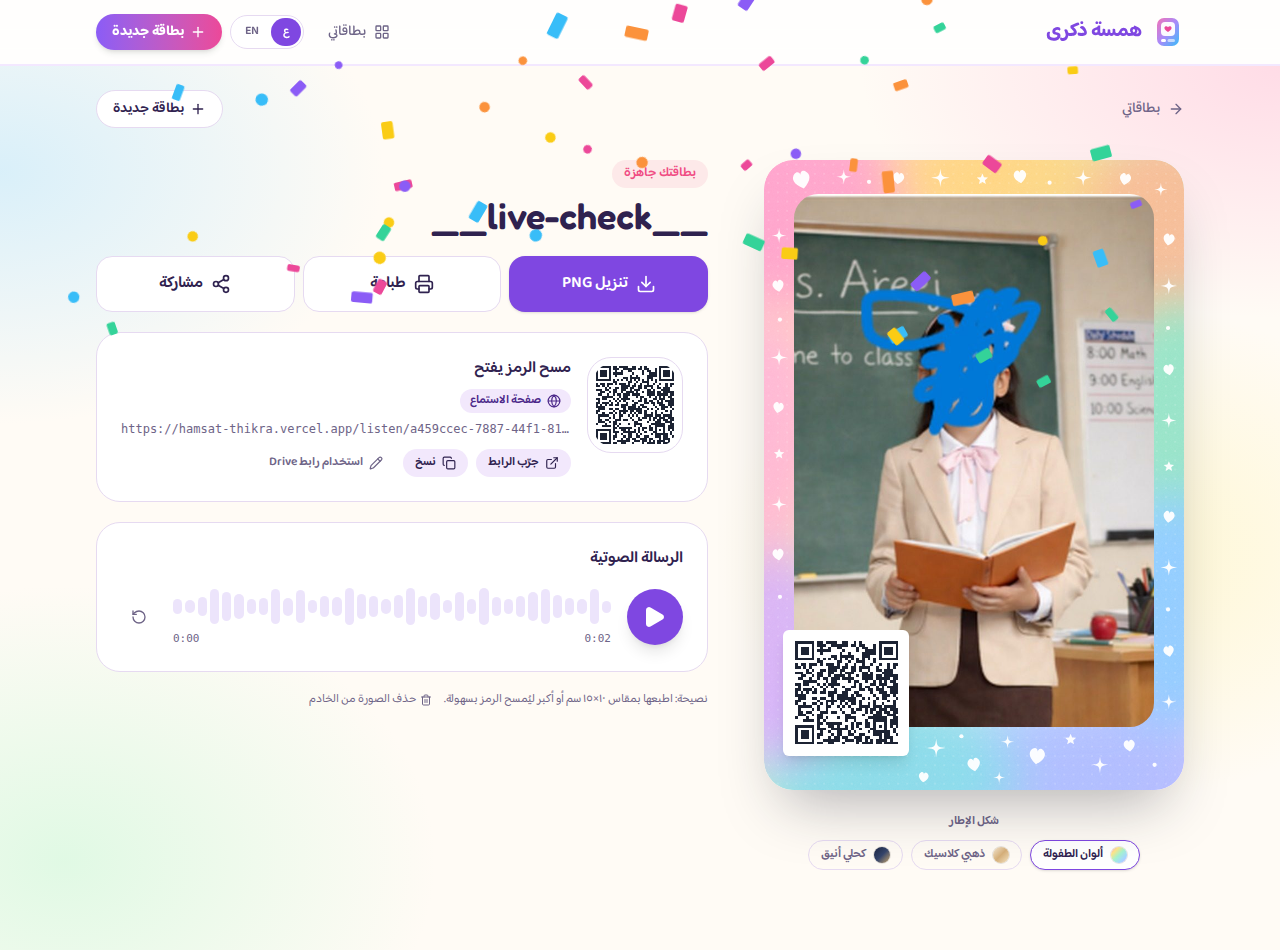 همسة ذكرى
بطاقاتي
ع
EN
بطاقة جديدة
بطاقاتي
بطاقة جديدة
بطاقتك جاهزة
__live-check__
تنزيل PNG
طباعة
مشاركة
مسح الرمز يفتح
صفحة الاستماع
https://hamsat-thikra.vercel.app/listen/a459ccec-7887-44f1-81…
جرّب الرابط
نسخ
استخدام رابط Drive
الرسالة الصوتية
0:00
0:02
نصيحة: اطبعها بمقاس ١٠×١٥ سم أو أكبر ليُمسح الرمز بسهولة.
حذف الصورة من الخادم
s. Areej
me to class
8:00 Math
9:00 English
10:00 Scien
شكل الإطار
ألوان الطفولة
ذهبي كلاسيك
كحلي أنيق